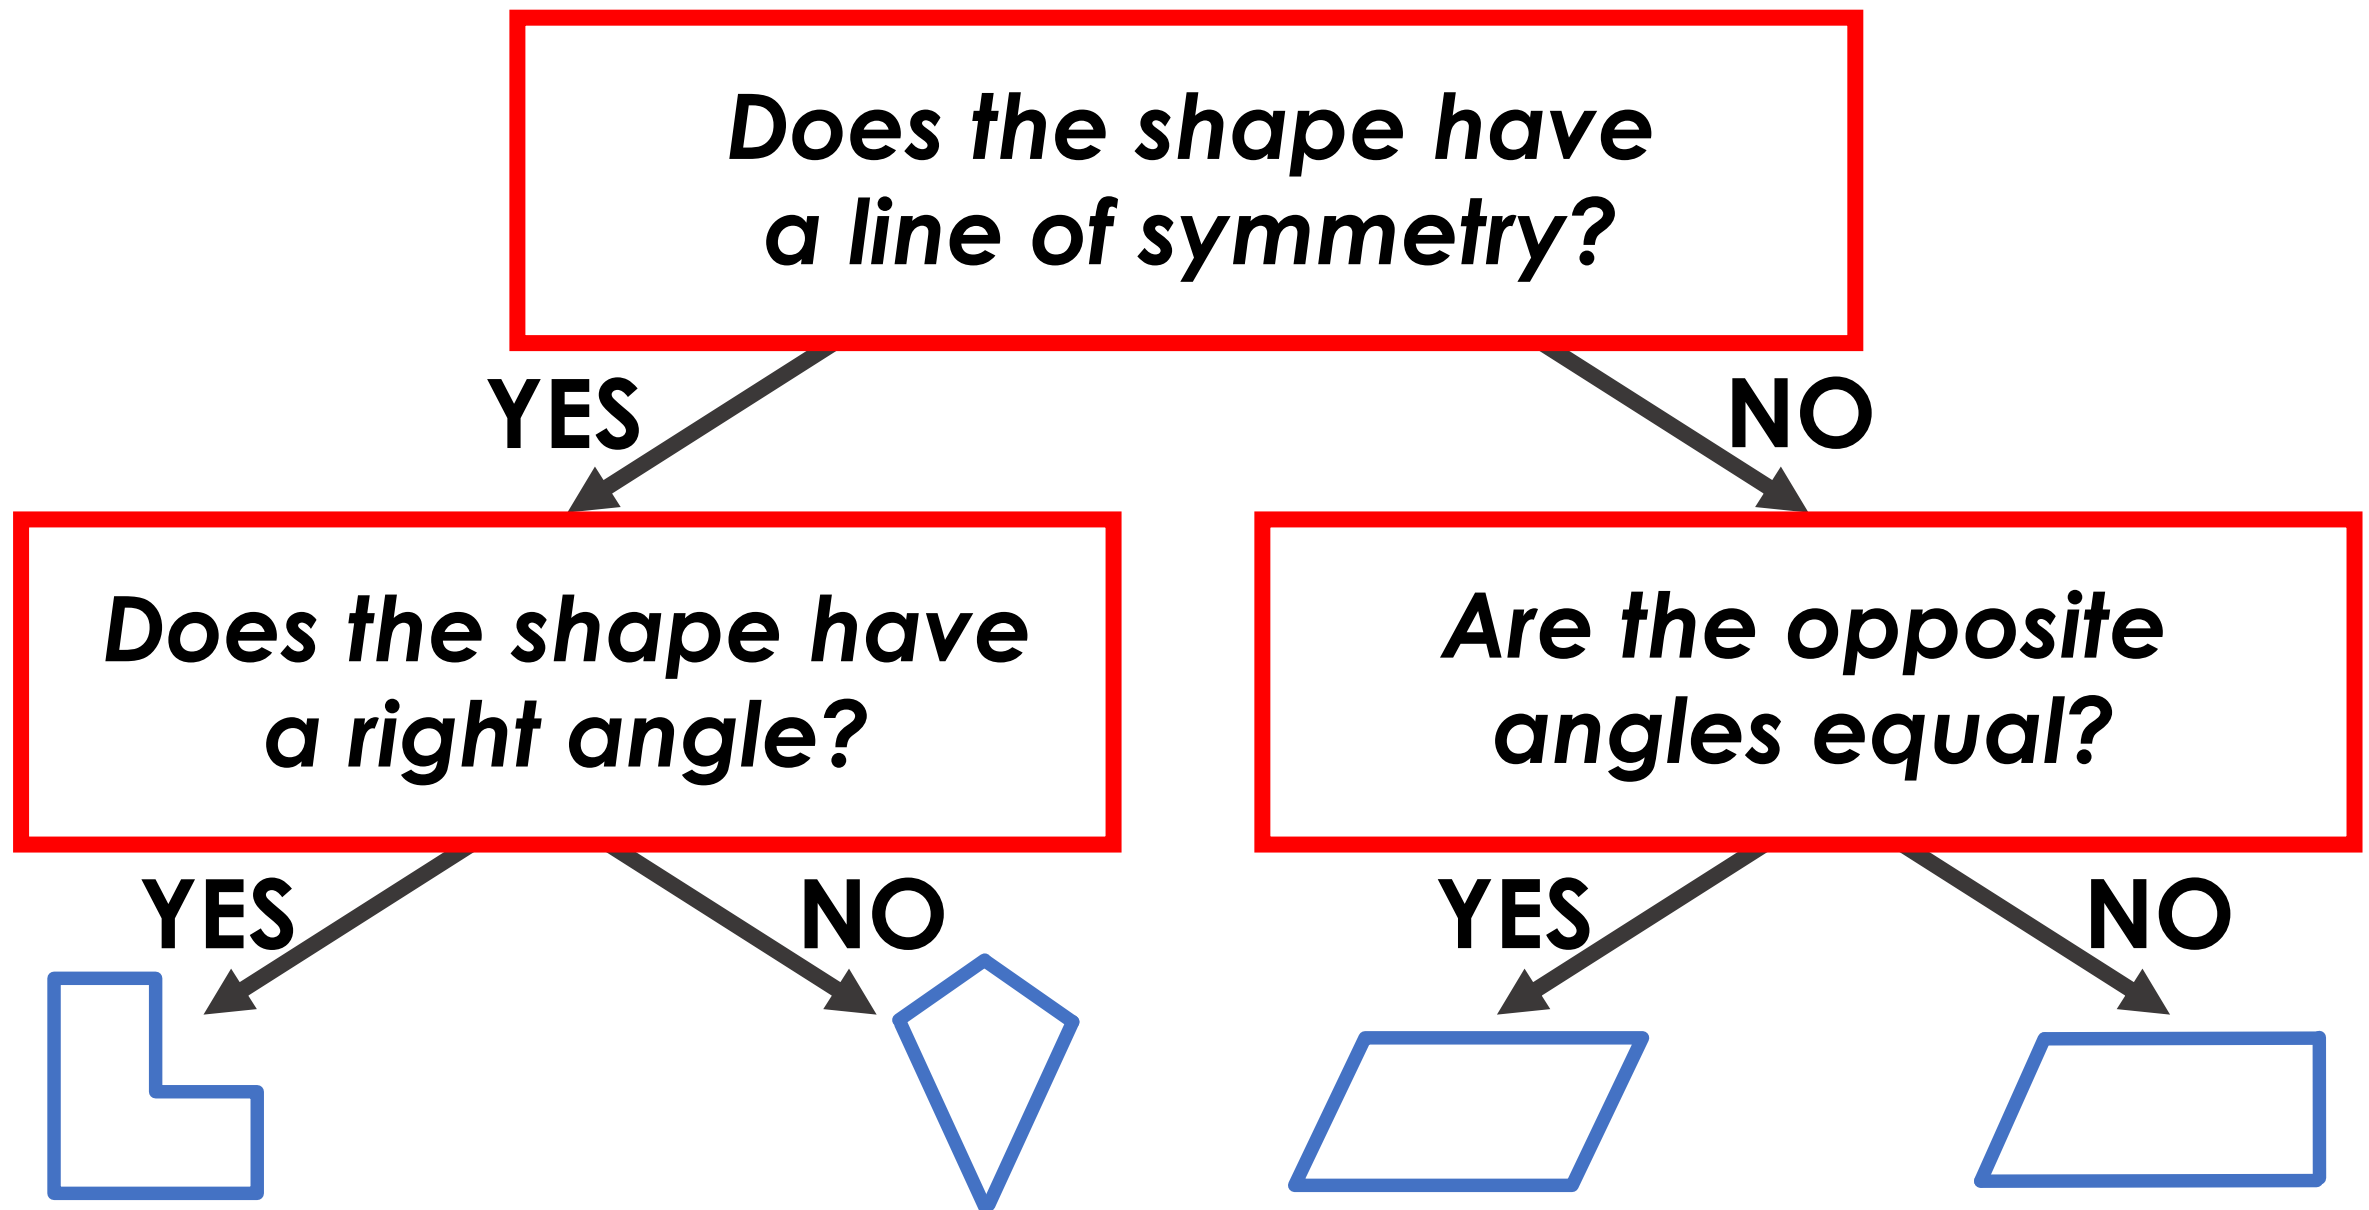 Does the shape have
a line of symmetry?
YES
NO
Does the shape have
a right angle?
Are the opposite
angles equal?
YES
NO
YES
NO